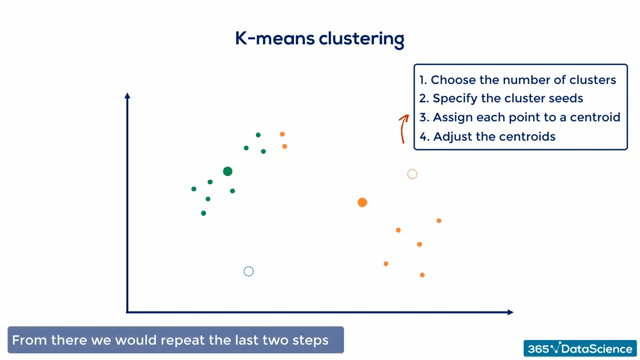 K-means clustering
1. Choose the number of clusters
2. Specify the cluster seeds
3. Assign each point to a centroid
4. Adjust the centroids
From there we would repeat the last two steps
365 DataScience